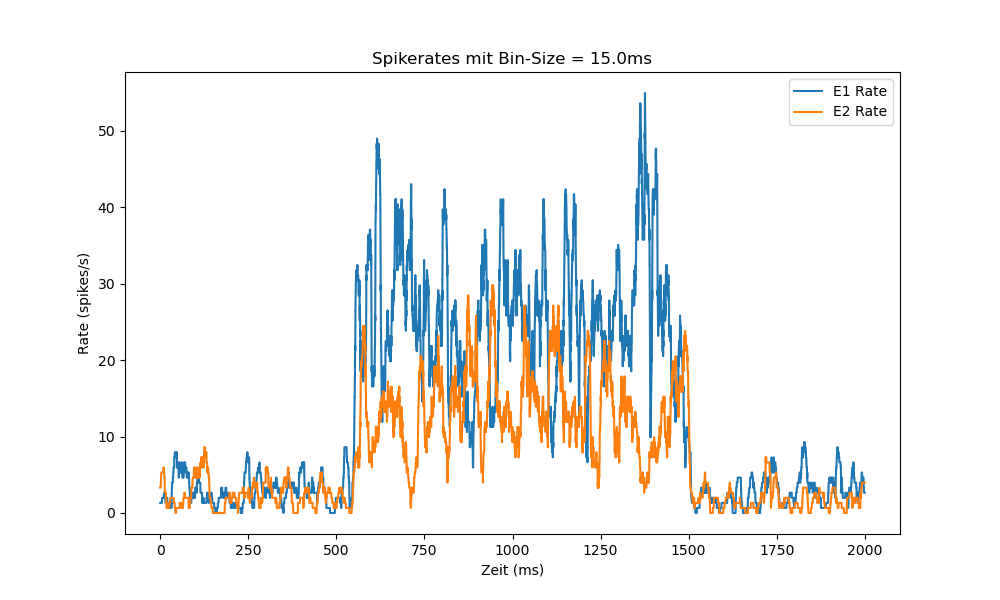 Spikerates mit Bin-Size = 15.0ms
E1 Rate
E2 Rate
Rate (spikes/s)
50
40
30
20
10
0
0 250 500 750 1000 1250 1500 1750 2000
Zeit (ms)